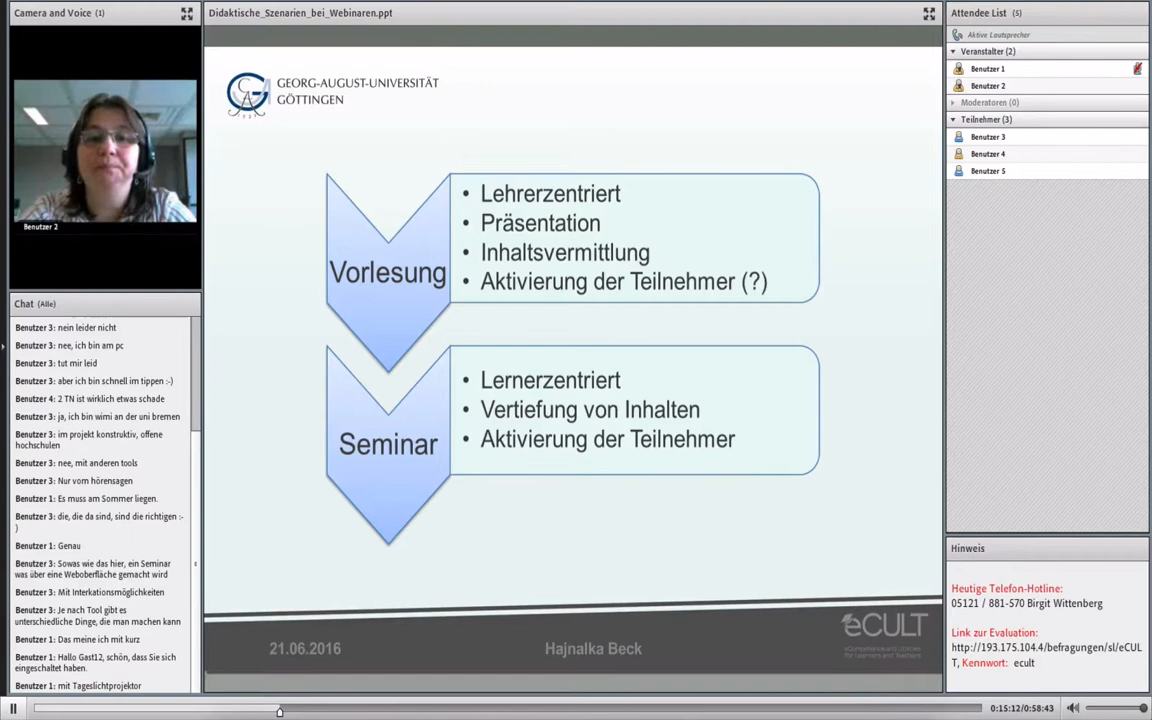 Camera and Voice (1)
Benutzer 2
Chat (Alle)
Benutzer 3: nein leider nicht
Benutzer 3: nee, ich bin am pc
Benutzer 3: tut mir leid
Benutzer 3: aber ich bin schnell im tippen :-)
Benutzer 4: 2 TN ist wirklich etwas schade
Benutzer 3: ja, ich bin wimi an der uni bremen
Benutzer 3: im projekt konstruktiv, offene
hochschulen
Benutzer 3: nee, mit anderen tools
Benutzer 3: Nur vom hörensagen
Benutzer 1: Es muss am Sommer liegen.
Benutzer 3: die, die da sind, sind die richtigen :-
)
Benutzer 1: Genau
Benutzer 3: Sowas wie das hier, ein Seminar
was über eine Weboberfläche gemacht wird
Benutzer 3: Mit Interkationsmöglichkeiten
Benutzer 3: Je nach Tool gibt es
unterschiedliche Dinge, die man machen kann
Benutzer 1: Das meine ich mit kurz
Benutzer 1: Hallo Gast12, schön, dass Sie sich
eingeschaltet haben.
Benutzer 1: mit Tageslichtprojektor
Didaktische_Szenarien_bei_Webinaren.ppt
GEORG-AUGUST-UNIVERSITÄT
GÖTTINGEN
Vorlesung
• Lehrerzentriert
• Präsentation
• Inhaltsvermittlung
• Aktivierung der Teilnehmer (?)
Seminar
• Lernerzentriert
• Vertiefung von Inhalten
• Aktivierung der Teilnehmer
21.06.2016
Hajnalka Beck
eCULT
Attendee List (5)
Aktive Lautsprecher
Veranstalter (2)
Benutzer 1
Benutzer 2
Moderatoren (0)
Teilnehmer (3)
Benutzer 3
Benutzer 4
Benutzer 5
Hinweis
Heutige Telefon-Hotline:
05121 / 881-570 Birgit Wittenberg
Link zur Evaluation:
http://193.175.104.4/befragungen/sl/eCUL
T, Kennwort: ecult
0:15:12/0:58:43